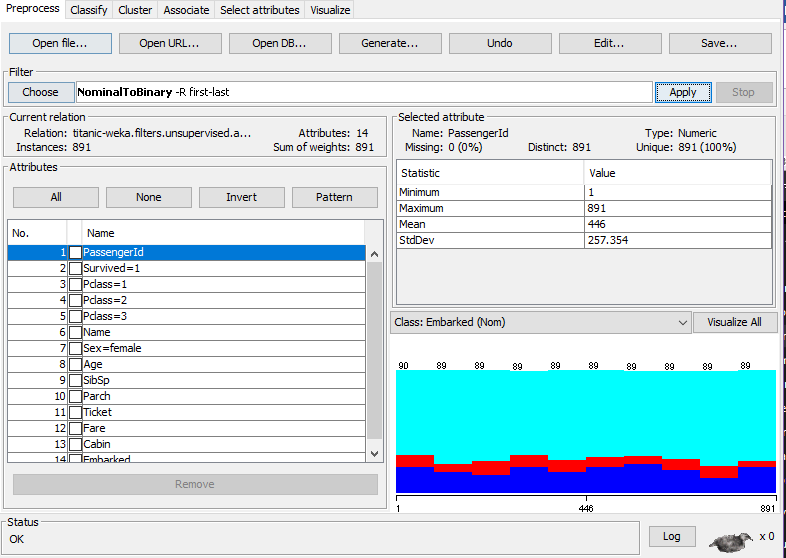 Preprocess Classify Cluster Associate Select attributes Visualize
Open file... Open URL... Open DB... Generate... Undo Edit... Save...
Filter
Choose NominalToBinary -R first-last Apply Stop
Current relation
Relation: titanic-weka.filters.unsupervised.a... Attributes: 14
Instances: 891 Sum of weights: 891
Attributes
All None Invert Pattern
No. Name
1 PassengerId
2 Survived=1
3 Pclass=1
4 Pclass=2
5 Pclass=3
6 Name
7 Sex=female
8 Age
9 SibSp
10 Parch
11 Ticket
12 Fare
13 Cabin
14 Embarked
Remove
Selected attribute
Name: PassengerId Type: Numeric
Missing: 0 (0%) Distinct: 891 Unique: 891 (100%)
Statistic Value
Minimum 1
Maximum 891
Mean 446
StdDev 257.354
Class: Embarked (Nom) Visualize All
90 89 89 89 89 89 89 89 89 89
1 446 891
Status
OK Log x 0